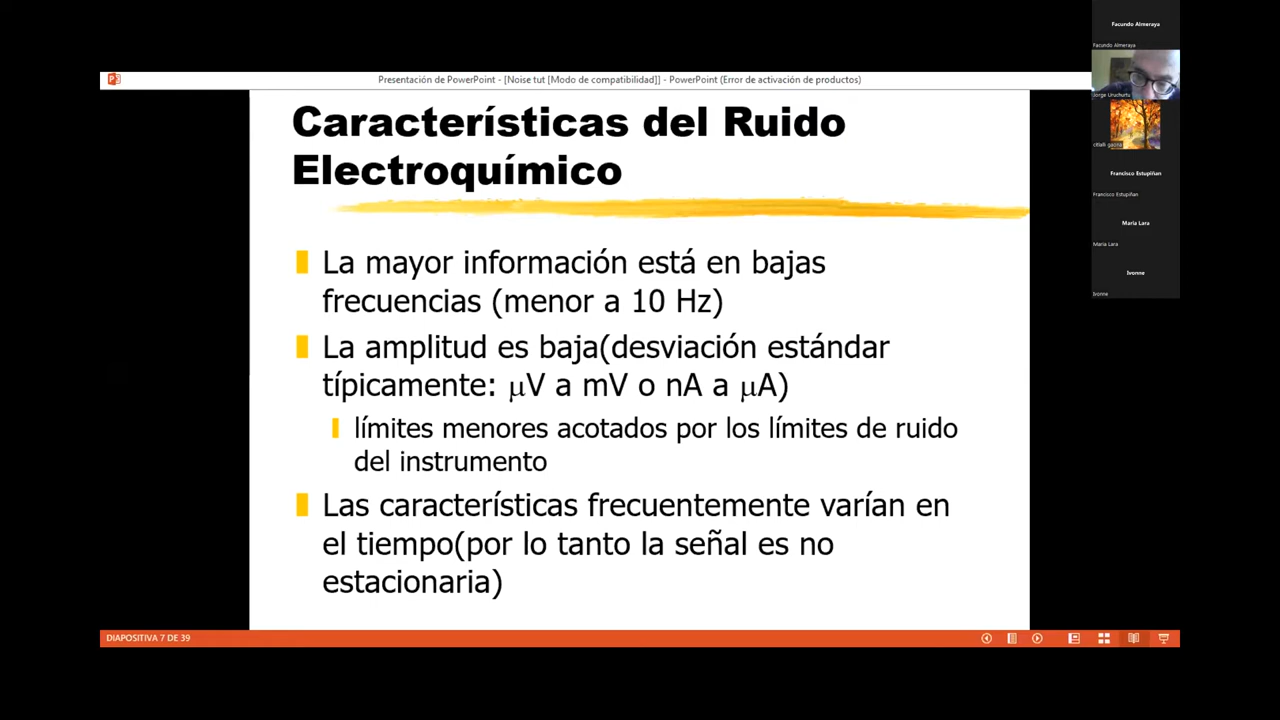 Facundo Almeraya
Facundo Almeraya
Presentación de PowerPoint - [Noise tut [Modo de compatibilidad]] - PowerPoint (Error de activación de productos)
Jorge Uruchurtu
citlali gaona
Francisco Estupiñan
Francisco Estupiñan
María Lara
María Lara
Ivonne
Ivonne
Características del Ruido
Electroquímico
La mayor información está en bajas
frecuencias (menor a 10 Hz)
La amplitud es baja(desviación estándar
típicamente: μV a mV o nA a μA)
límites menores acotados por los límites de ruido
del instrumento
Las características frecuentemente varían en
el tiempo(por lo tanto la señal es no
estacionaria)
DIAPOSITIVA 7 DE 39